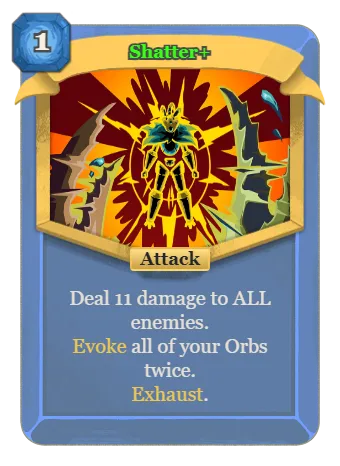 1
Shatter+
Attack
Deal 11 damage to ALL
enemies.
Evoke all of your Orbs
twice.
Exhaust.